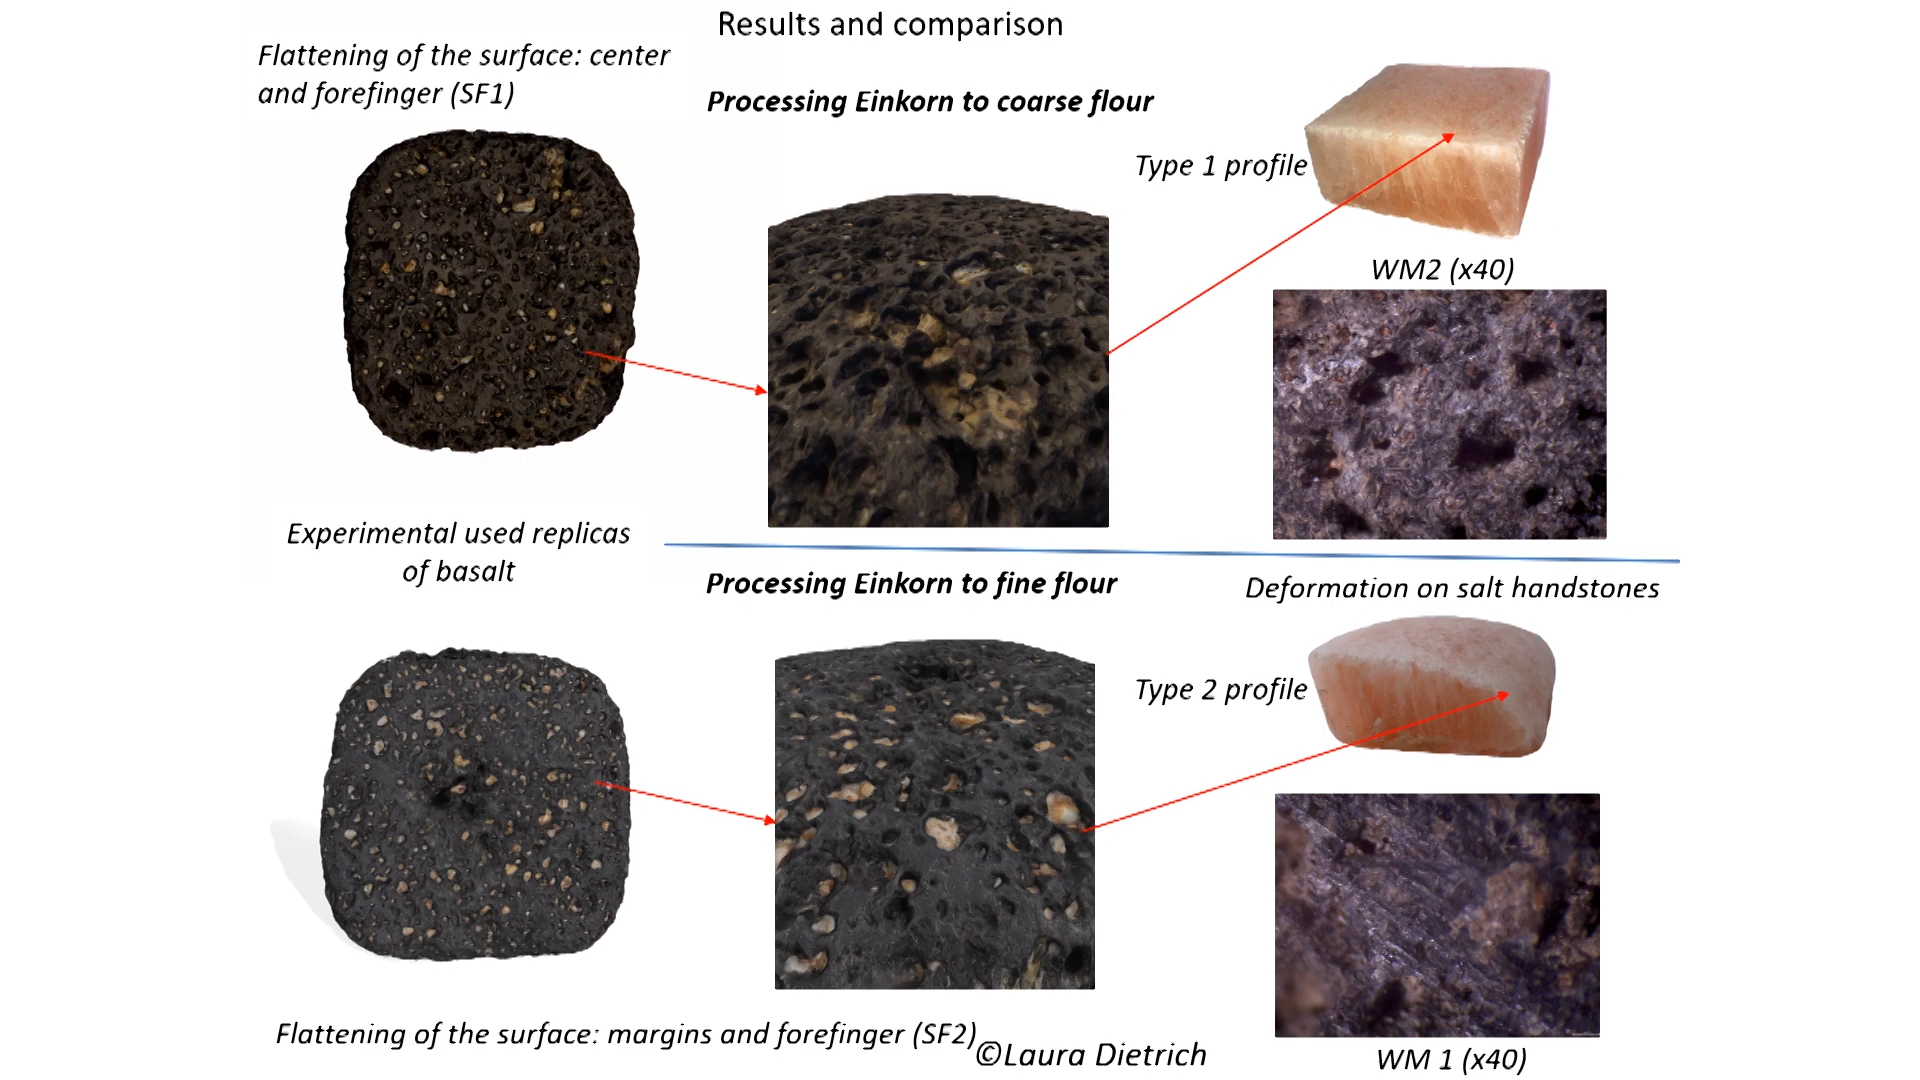 Results and comparison
Flattening of the surface: center
and forefinger (SF1)
Processing Einkorn to coarse flour
Type 1 profile
WM2 (x40)
Experimental used replicas
of basalt
Processing Einkorn to fine flour
Deformation on salt handstones
Type 2 profile
Flattening of the surface: margins and forefinger (SF2)
©Laura Dietrich
WM 1 (x40)